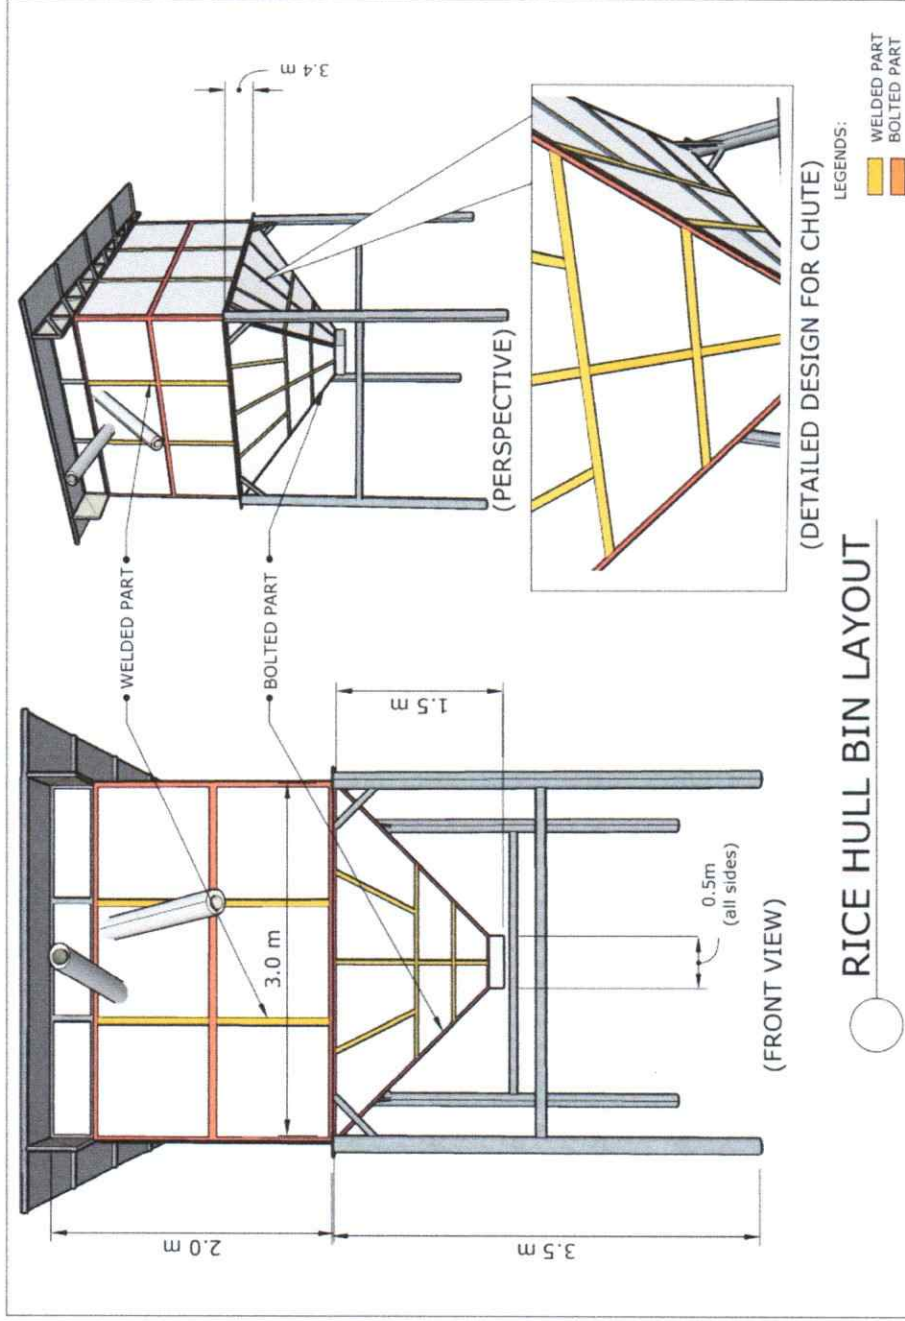 2.0 m
3.5 m
3.0 m
1.5 m
0.5m
(all sides)
(FRONT VIEW)
WELDED PART
BOLTED PART
3.4 m
(PERSPECTIVE)
(DETAILED DESIGN FOR CHUTE)
LEGENDS:
WELDED PART
BOLTED PART
RICE HULL BIN LAYOUT